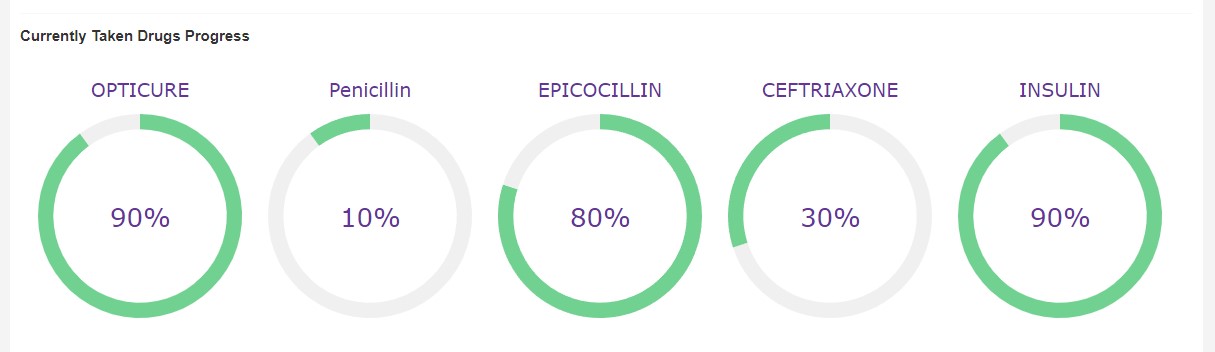 Currently Taken Drugs Progress
OPTICURE Penicillin EPICOCILLIN CEFTRIAXONE INSULIN
90% 10% 80% 30% 90%